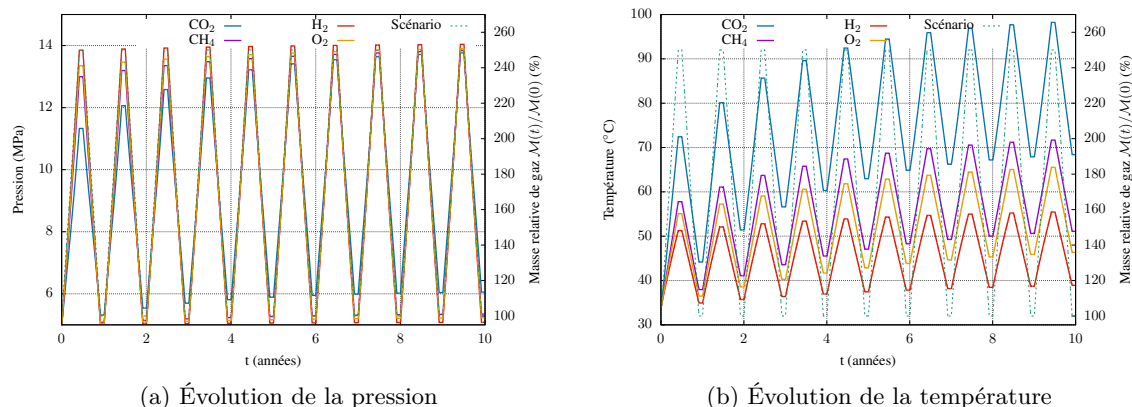 CO2 H2 Scénario
CH4 O2
14
12
10
8
6
Pression (MPa)
260
240
220
200
180
160
140
120
100
Masse relative de gaz M(t)/M(0) (%)
0 2 4 6 8 10
t (années)
(a) Évolution de la pression
CO2 H2 Scénario
CH4 O2
100
90
80
70
60
50
40
30
Température (°C)
260
240
220
200
180
160
140
120
100
Masse relative de gaz M(t)/M(0) (%)
0 2 4 6 8 10
t (années)
(b) Évolution de la température